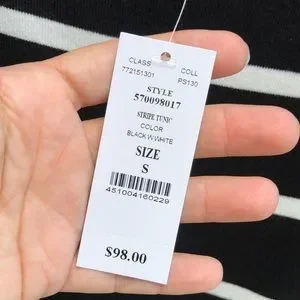 CLASS COLL
772151301 PS130
STYLE
570098017
STRIPE TUNIC
COLOR
BLACK W/WHITE
SIZE
S
451004160229
$98.00